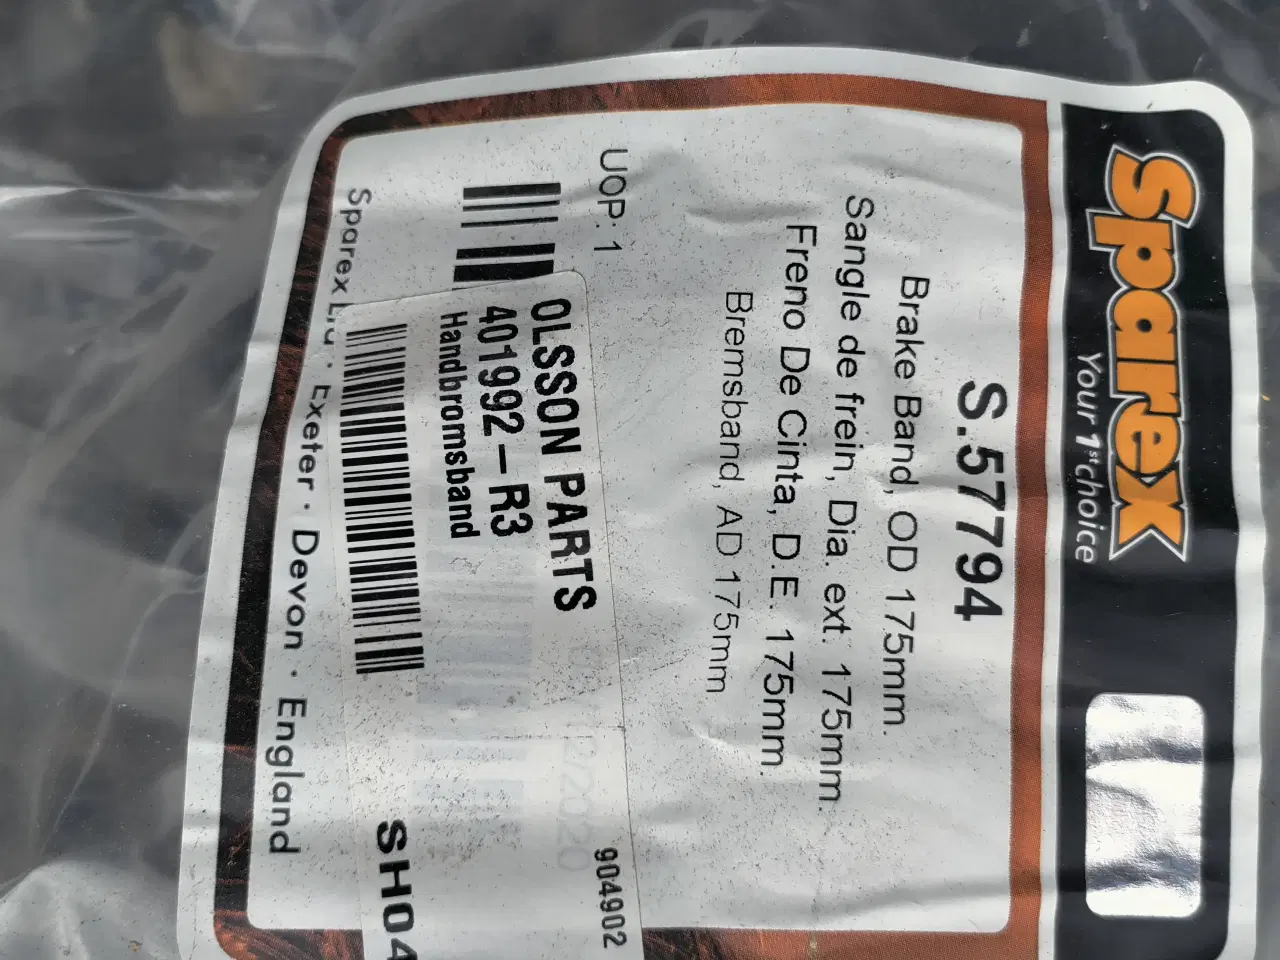 Sparex
Your 1st choice
S.57794
Brake Band, OD 175mm.
Sangle de frein, Dia. ext. 175mm.
Freno De Cinta, D.E. 175mm.
Bremsband, AD 175mm
UOP: 1
904902
OLSSON PARTS
401992-R3
Handbromsband
SH04
Sparex Ltd · Exeter · Devon · England